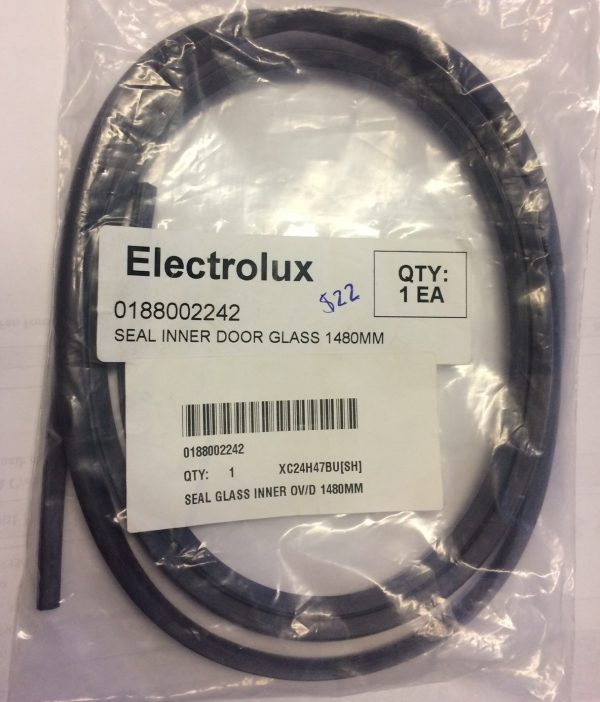 Electrolux
QTY:
1 EA
0188002242
$22
SEAL INNER DOOR GLASS 1480MM
0188002242
QTY: 1 XC24H47BU[SH]
SEAL GLASS INNER OV/D 1480MM